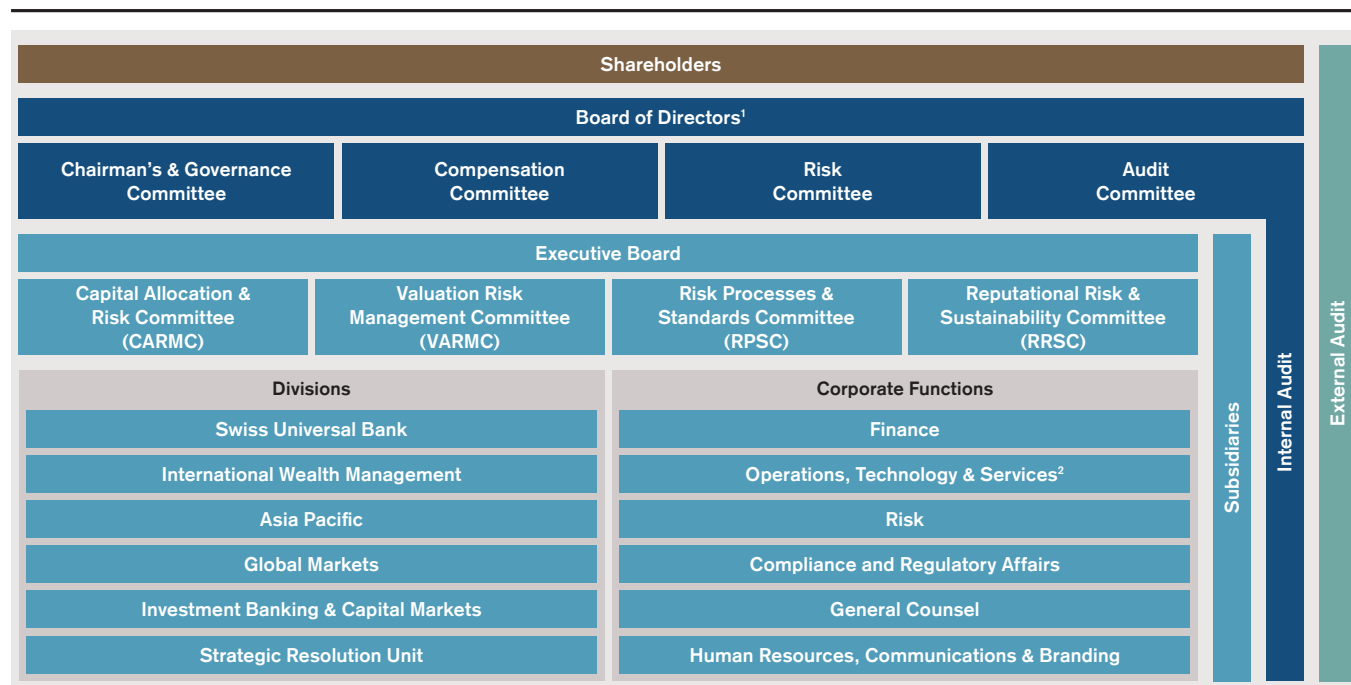 Shareholders
Board of Directors¹
Chairman’s & Governance
Committee
Compensation
Committee
Risk
Committee
Audit
Committee
Executive Board
Capital Allocation &
Risk Committee
(CARMC)
Valuation Risk
Management Committee
(VARMC)
Risk Processes &
Standards Committee
(RPSC)
Reputational Risk &
Sustainability Committee
(RRSC)
Divisions
Swiss Universal Bank
International Wealth Management
Asia Pacific
Global Markets
Investment Banking & Capital Markets
Strategic Resolution Unit
Corporate Functions
Finance
Operations, Technology & Services²
Risk
Compliance and Regulatory Affairs
General Counsel
Human Resources, Communications & Branding
Subsidiaries
Internal Audit
External Audit